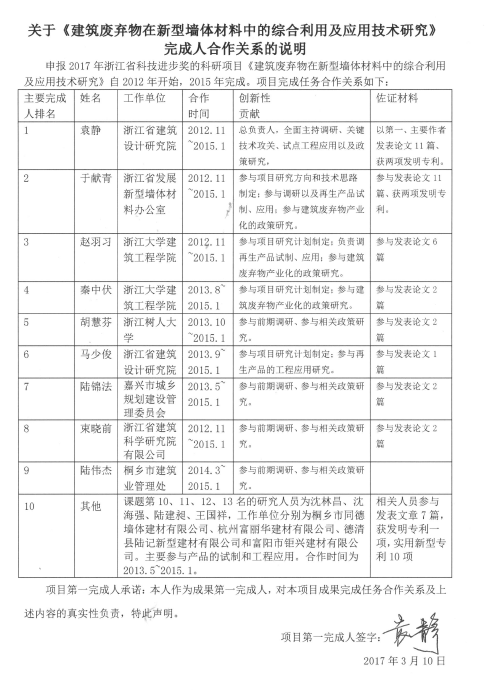 关于《建筑废弃物在新型墙体材料中的综合利用及应用技术研究》
完成人合作关系的说明
申报 2017 年浙江省科技进步奖的科研项目《建筑废弃物在新型墙体材料中的综合利用
及应用技术研究》自 2012 年开始，2015 年完成。项目完成任务合作关系如下：
主要完成人排名 姓名 工作单位 合作时间 创新性贡献 佐证材料
1 袁静 浙江省建筑设计研究院 2012.11~2015.1 总负责人，全面主持调研、关键技术攻关、试点工程应用以及政策研究。 以第一、主要作者发表论文 11 篇、获两项发明专利。
2 于献青 浙江省发展新型墙体材料办公室 2012.11~2015.1 参与项目研究方向和技术思路制定；参与调研以及再生产品试制、应用；参与建筑废弃物产业化的政策研究。 参与发表论文 11 篇、获两项发明专利。
3 赵羽习 浙江大学建筑工程学院 2012.11~2015.1 参与项目研究计划制定；负责调再生产品试制、应用；参与建筑废弃物产业化的政策研究。 参与发表论文 6 篇
4 秦中伏 浙江大学建筑工程学院 2013.8~2015.1 参与项目研究计划制定；参与建筑废弃物产业化的政策研究。 参与发表论文 2 篇
5 胡慧芬 浙江树人大学 2013.10~2015.1 参与前期调研、参与相关政策研究。 参与发表论文 2 篇
6 马少俊 浙江省建筑设计研究院 2013.9~2015.1 参与项目研究计划制定；参与再生产品的工程应用研究。 参与发表论文 1 篇
7 陆锦法 嘉兴市城乡规划建设管理委员会 2013.5~2015.1 参与前期调研、参与相关政策研究。 参与发表论文 2 篇
8 束晓前 浙江省建筑科学研究院有限公司 2012.11~2015.1 参与前期调研、参与相关政策研究。 参与发表论文 2 篇
9 陆伟杰 桐乡市建筑业管理处 2014.3~2015.1 参与前期调研、参与相关政策研究。
10 其他 课题第 10、11、12、13 名的研究人员为沈林昌、沈海强、陆建昶、王国祥，工作单位分别为桐乡市同德墙体建材有限公司、杭州富丽华建材有限公司、德清县陆记新型建材有限公司和富阳市钜兴建材有限公司。主要参与产品的试制和工程应用。合作时间为 2013.5~2015.1。 相关人员参与发表文章 7 篇，获发明专利一项，实用新型专利 10 项
项目第一完成人承诺：本人作为成果第一完成人，对本项目成果完成任务合作关系及上
述内容的真实性负责，特此声明。
项目第一完成人签字：袁静
2017 年 3 月 10 日